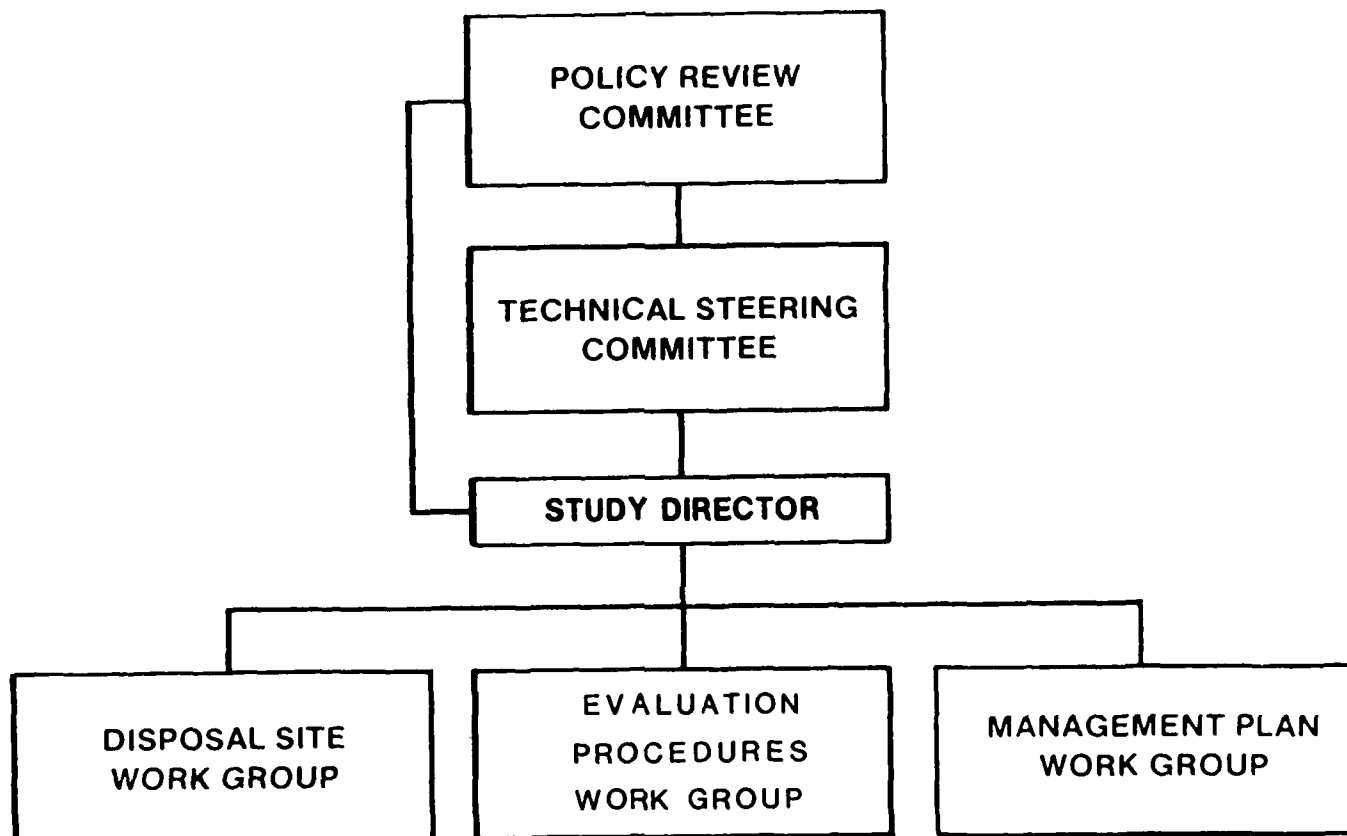 POLICY REVIEW
COMMITTEE
TECHNICAL STEERING
COMMITTEE
STUDY DIRECTOR
DISPOSAL SITE
WORK GROUP
EVALUATION
PROCEDURES
WORK GROUP
MANAGEMENT PLAN
WORK GROUP